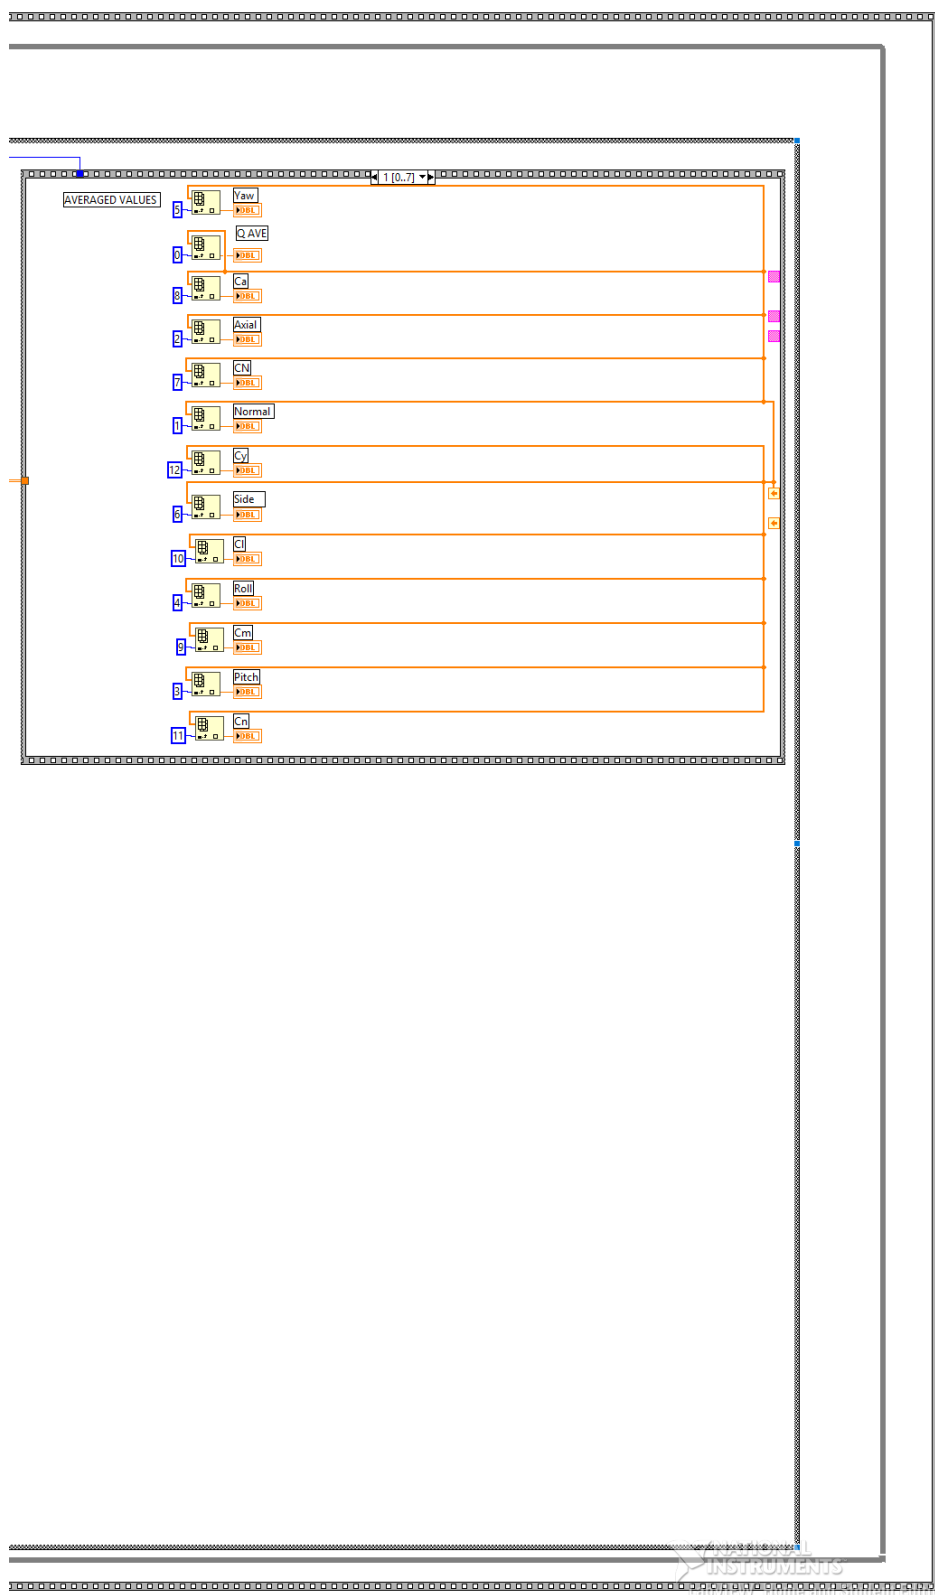 1 [0..7]
AVERAGED VALUES
Yaw
5
DBL
Q AVE
0
DBL
Ca
8
DBL
Axial
2
DBL
CN
7
DBL
Normal
1
DBL
Cy
12
DBL
Side
6
DBL
Cl
10
DBL
Roll
4
DBL
Cm
9
DBL
Pitch
3
DBL
Cn
11
DBL
NATIONAL
INSTRUMENTS